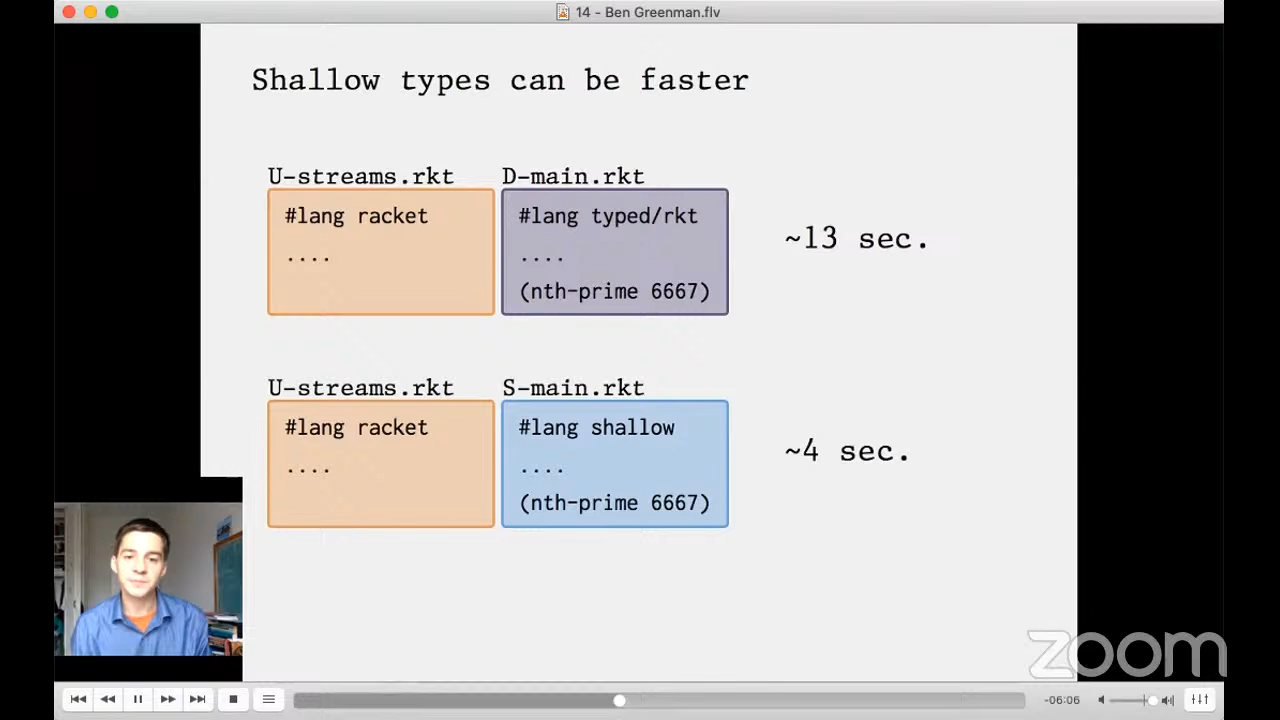 14 - Ben Greenman.flv
Shallow types can be faster
U-streams.rkt D-main.rkt
#lang racket #lang typed/rkt
.... ....
(nth-prime 6667)
~13 sec.
U-streams.rkt S-main.rkt
#lang racket #lang shallow
.... ....
(nth-prime 6667)
~4 sec.
zoom
-06:06